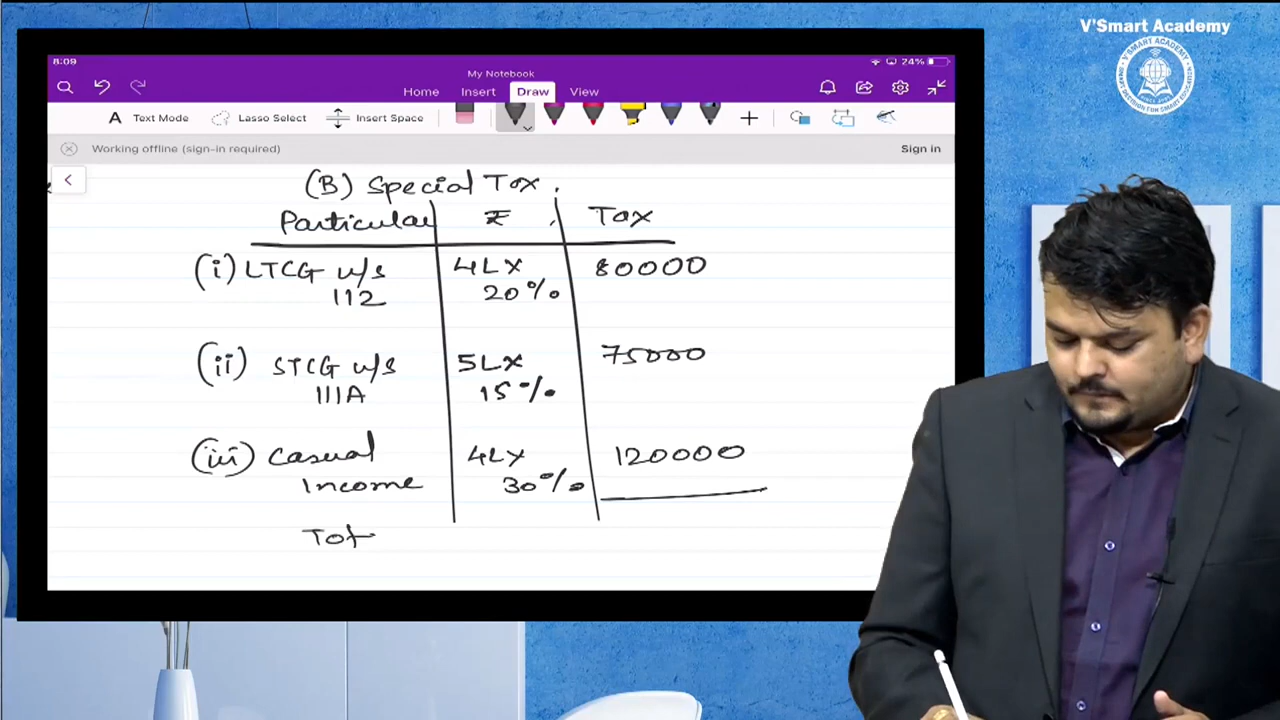 V'Smart Academy
8:09
24%
My Notebook
Home Insert Draw View
Text Mode Lasso Select Insert Space
Working offline (sign-in required) Sign in
(B) Special Tax.
Particular ₹ Tax
(i) LTCG u/s 4L X 80000
112 20%
(ii) STCG u/s 5L X 75000
111A 15%
(iii) Casual 4L X 120000
Income 30%
Tot